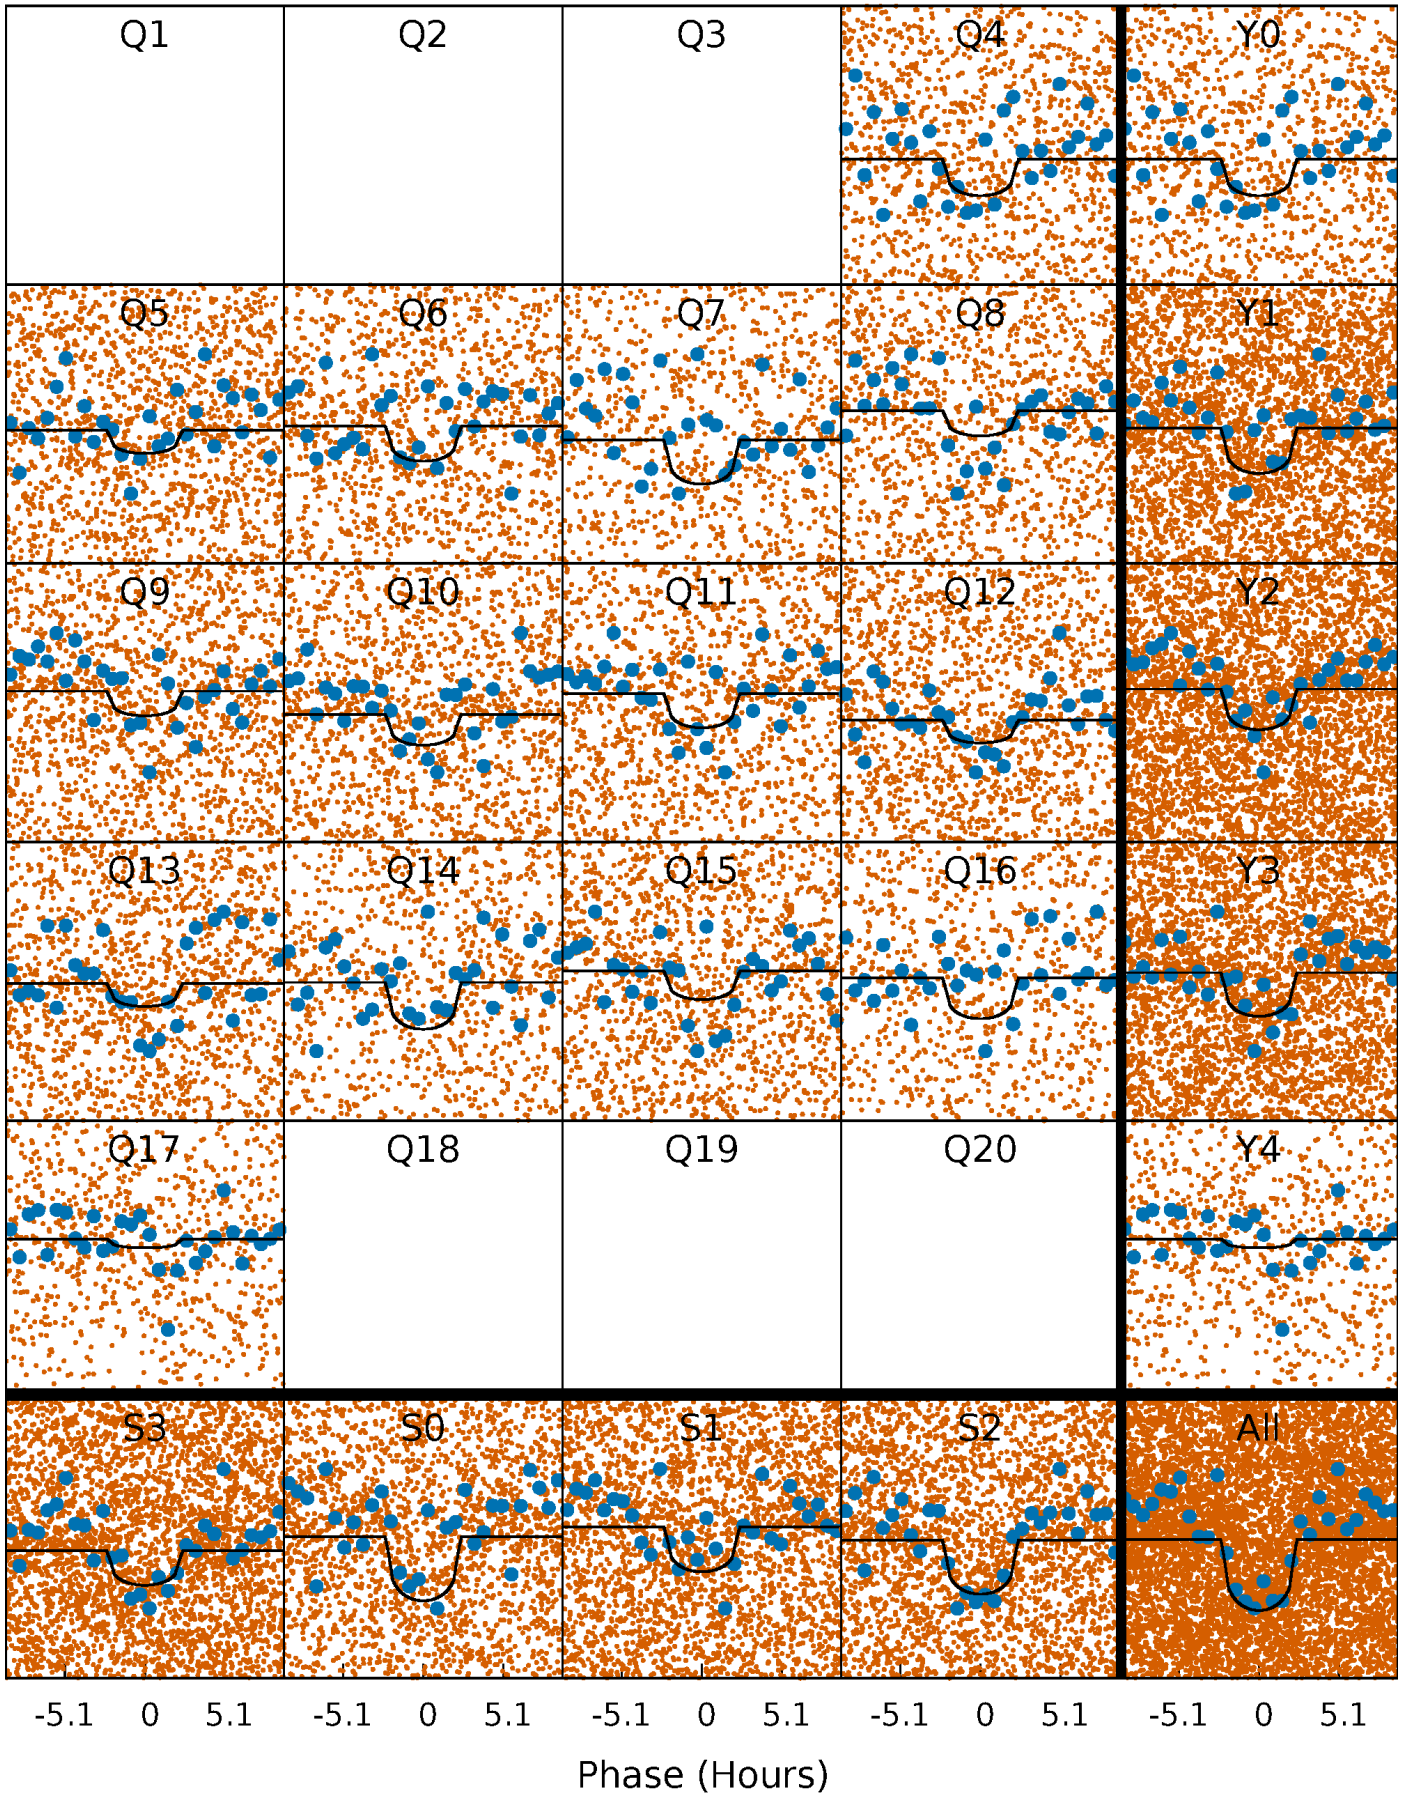 Q1 Q2 Q3 Q4 Y0
Q5 Q6 Q7 Q8 Y1
Q9 Q10 Q11 Q12 Y2
Q13 Q14 Q15 Q16 Y3
Q17 Q18 Q19 Q20 Y4
S3 S0 S1 S2 All
-5.1 0 5.1 -5.1 0 5.1 -5.1 0 5.1 -5.1 0 5.1 -5.1 0 5.1
Phase (Hours)